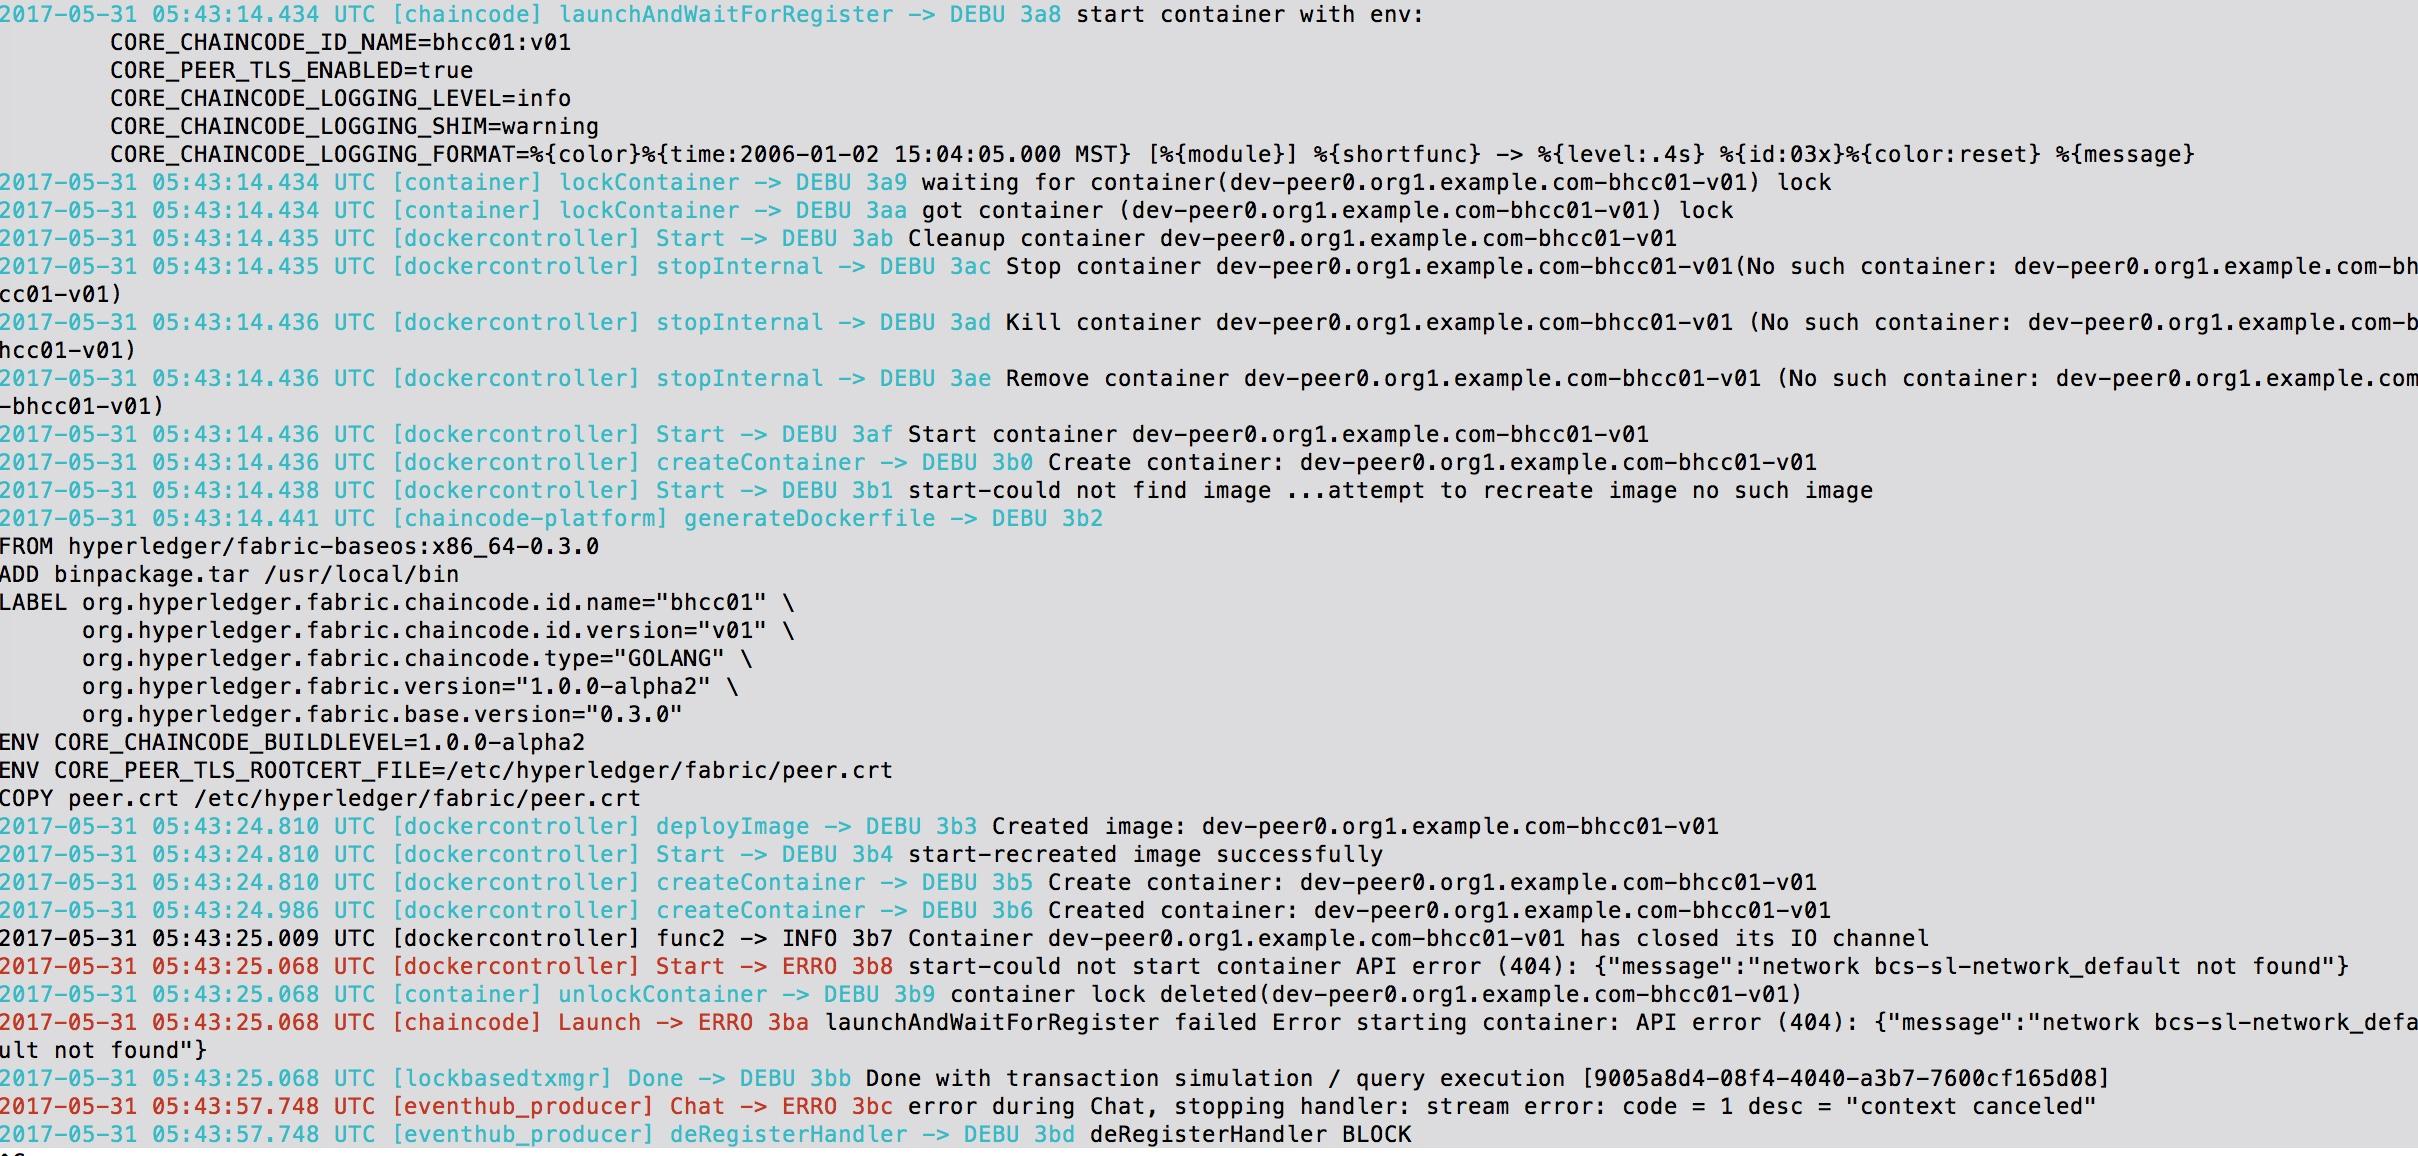 2017-05-31 05:43:14.434 UTC [chaincode] launchAndWaitForRegister -> DEBU 3a8 start container with env:
CORE_CHAINCODE_ID_NAME=bhcc01:v01
CORE_PEER_TLS_ENABLED=true
CORE_CHAINCODE_LOGGING_LEVEL=info
CORE_CHAINCODE_LOGGING_SHIM=warning
CORE_CHAINCODE_LOGGING_FORMAT=%{color}%{time:2006-01-02 15:04:05.000 MST} [%{module}] %{shortfunc} -> %{level:.4s} %{id:03x}%{color:reset} %{message}
2017-05-31 05:43:14.434 UTC [container] lockContainer -> DEBU 3a9 waiting for container(dev-peer0.org1.example.com-bhcc01-v01) lock
2017-05-31 05:43:14.434 UTC [container] lockContainer -> DEBU 3aa got container (dev-peer0.org1.example.com-bhcc01-v01) lock
2017-05-31 05:43:14.435 UTC [dockercontroller] Start -> DEBU 3ab Cleanup container dev-peer0.org1.example.com-bhcc01-v01
2017-05-31 05:43:14.435 UTC [dockercontroller] stopInternal -> DEBU 3ac Stop container dev-peer0.org1.example.com-bhcc01-v01(No such container: dev-peer0.org1.example.com-bh
cc01-v01)
2017-05-31 05:43:14.436 UTC [dockercontroller] stopInternal -> DEBU 3ad Kill container dev-peer0.org1.example.com-bhcc01-v01 (No such container: dev-peer0.org1.example.com-b
hcc01-v01)
2017-05-31 05:43:14.436 UTC [dockercontroller] stopInternal -> DEBU 3ae Remove container dev-peer0.org1.example.com-bhcc01-v01 (No such container: dev-peer0.org1.example.com
-bhcc01-v01)
2017-05-31 05:43:14.436 UTC [dockercontroller] Start -> DEBU 3af Start container dev-peer0.org1.example.com-bhcc01-v01
2017-05-31 05:43:14.436 UTC [dockercontroller] createContainer -> DEBU 3b0 Create container: dev-peer0.org1.example.com-bhcc01-v01
2017-05-31 05:43:14.438 UTC [dockercontroller] Start -> DEBU 3b1 start-could not find image ...attempt to recreate image no such image
2017-05-31 05:43:14.441 UTC [chaincode-platform] generateDockerfile -> DEBU 3b2
FROM hyperledger/fabric-baseos:x86_64-0.3.0
ADD binpackage.tar /usr/local/bin
LABEL org.hyperledger.fabric.chaincode.id.name="bhcc01" \
org.hyperledger.fabric.chaincode.id.version="v01" \
org.hyperledger.fabric.chaincode.type="GOLANG" \
org.hyperledger.fabric.version="1.0.0-alpha2" \
org.hyperledger.fabric.base.version="0.3.0"
ENV CORE_CHAINCODE_BUILDLEVEL=1.0.0-alpha2
ENV CORE_PEER_TLS_ROOTCERT_FILE=/etc/hyperledger/fabric/peer.crt
COPY peer.crt /etc/hyperledger/fabric/peer.crt
2017-05-31 05:43:24.810 UTC [dockercontroller] deployImage -> DEBU 3b3 Created image: dev-peer0.org1.example.com-bhcc01-v01
2017-05-31 05:43:24.810 UTC [dockercontroller] Start -> DEBU 3b4 start-recreated image successfully
2017-05-31 05:43:24.810 UTC [dockercontroller] createContainer -> DEBU 3b5 Create container: dev-peer0.org1.example.com-bhcc01-v01
2017-05-31 05:43:24.986 UTC [dockercontroller] createContainer -> DEBU 3b6 Created container: dev-peer0.org1.example.com-bhcc01-v01
2017-05-31 05:43:25.009 UTC [dockercontroller] func2 -> INFO 3b7 Container dev-peer0.org1.example.com-bhcc01-v01 has closed its IO channel
2017-05-31 05:43:25.068 UTC [dockercontroller] Start -> ERRO 3b8 start-could not start container API error (404): {"message":"network bcs-sl-network_default not found"}
2017-05-31 05:43:25.068 UTC [container] unlockContainer -> DEBU 3b9 container lock deleted(dev-peer0.org1.example.com-bhcc01-v01)
2017-05-31 05:43:25.068 UTC [chaincode] Launch -> ERRO 3ba launchAndWaitForRegister failed Error starting container: API error (404): {"message":"network bcs-sl-network_defa
ult not found"}
2017-05-31 05:43:25.068 UTC [lockbasedtxmgr] Done -> DEBU 3bb Done with transaction simulation / query execution [9005a8d4-08f4-4040-a3b7-7600cf165d08]
2017-05-31 05:43:57.748 UTC [eventhub_producer] Chat -> ERRO 3bc error during Chat, stopping handler: stream error: code = 1 desc = "context canceled"
2017-05-31 05:43:57.748 UTC [eventhub_producer] deRegisterHandler -> DEBU 3bd deRegisterHandler BLOCK